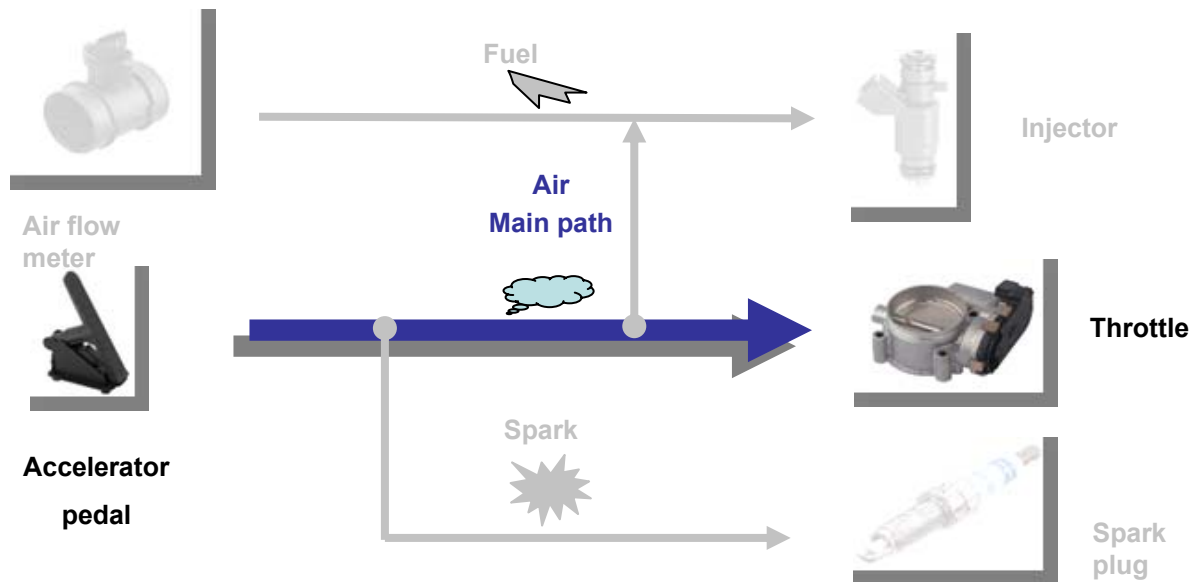 Fuel
Injector
Air
Main path
Air flow
meter
Throttle
Accelerator
pedal
Spark
Spark
plug